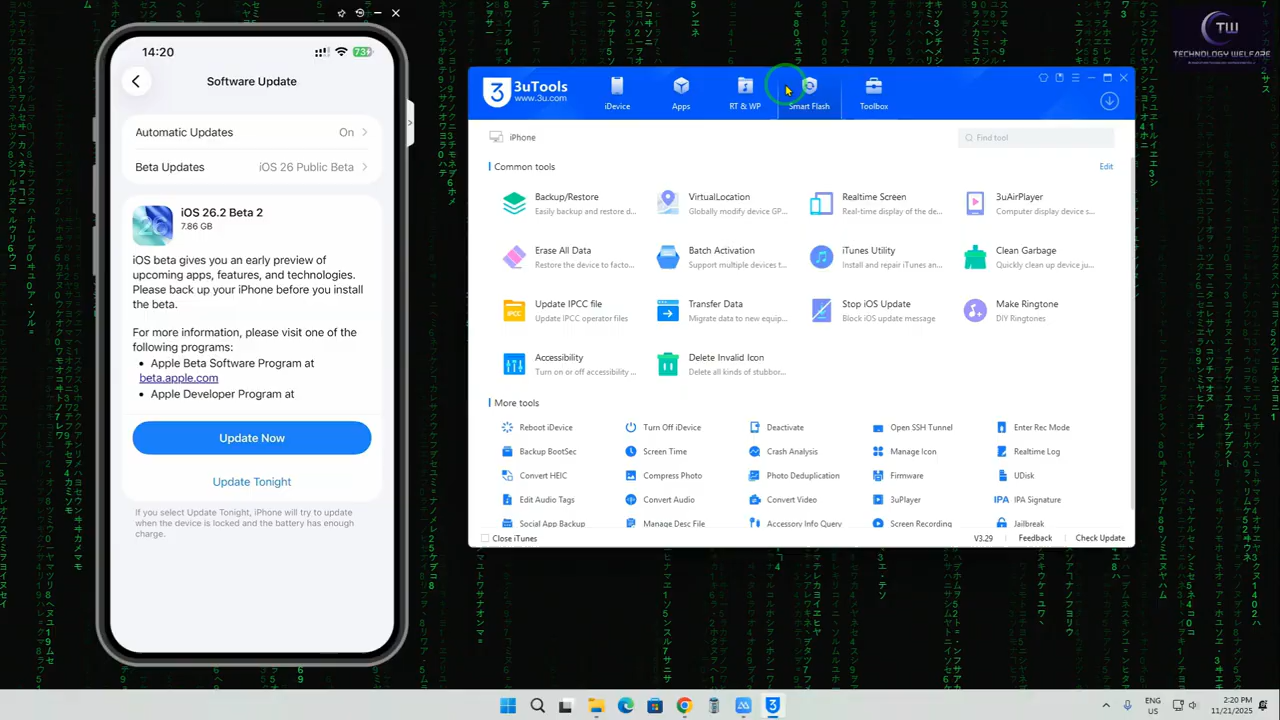 14:20
73
Software Update
Automatic Updates On
Beta Updates iOS 26 Public Beta
iOS 26.2 Beta 2
7.86 GB
iOS beta gives you an early preview of
upcoming apps, features, and technologies.
Please back up your iPhone before you install
the beta.
For more information, please visit one of the
following programs:
• Apple Beta Software Program at
beta.apple.com
• Apple Developer Program at
Update Now
Update Tonight
If you select Update Tonight, iPhone will try to update
when the device is locked and the battery has enough
charge.
TW
TECHNOLOGY WELFARE
3 3uTools
www.3u.com
iDevice Apps RT & WP Smart Flash Toolbox
iPhone
Find tool
Common tools Edit
Backup/Restore VirtualLocation Realtime Screen 3uAirPlayer
Easily backup and restore d... Globally modify device GP... Real-time display of the de... Computer display device s...
Erase All Data Batch Activation iTunes Utility Clean Garbage
Restore the device to facto... Support multiple devices t... Install and repair iTunes an... Quickly clean up device ju...
Update IPCC file Transfer Data Stop iOS Update Make Ringtone
IPCC
Update IPCC operator files Migrate data to new equip... Block iOS update message DIY Ringtones
Accessibility Delete Invalid Icon
Turn on or off accessibility ... Delete all kinds of stubbor...
More tools
Reboot iDevice Turn Off iDevice Deactivate Open SSH Tunnel Enter Rec Mode
Backup BootSec Screen Time Crash Analysis Manage Icon Realtime Log
Convert HEIC Compress Photo Photo Deduplication Firmware UDisk
Edit Audio Tags Convert Audio Convert Video 3uPlayer IPA IPA Signature
Social App Backup Manage Desc File Accessory Info Query Screen Recording Jailbreak
Close iTunes V3.29 Feedback Check Update
ENG
US
2:20 PM
11/21/2025